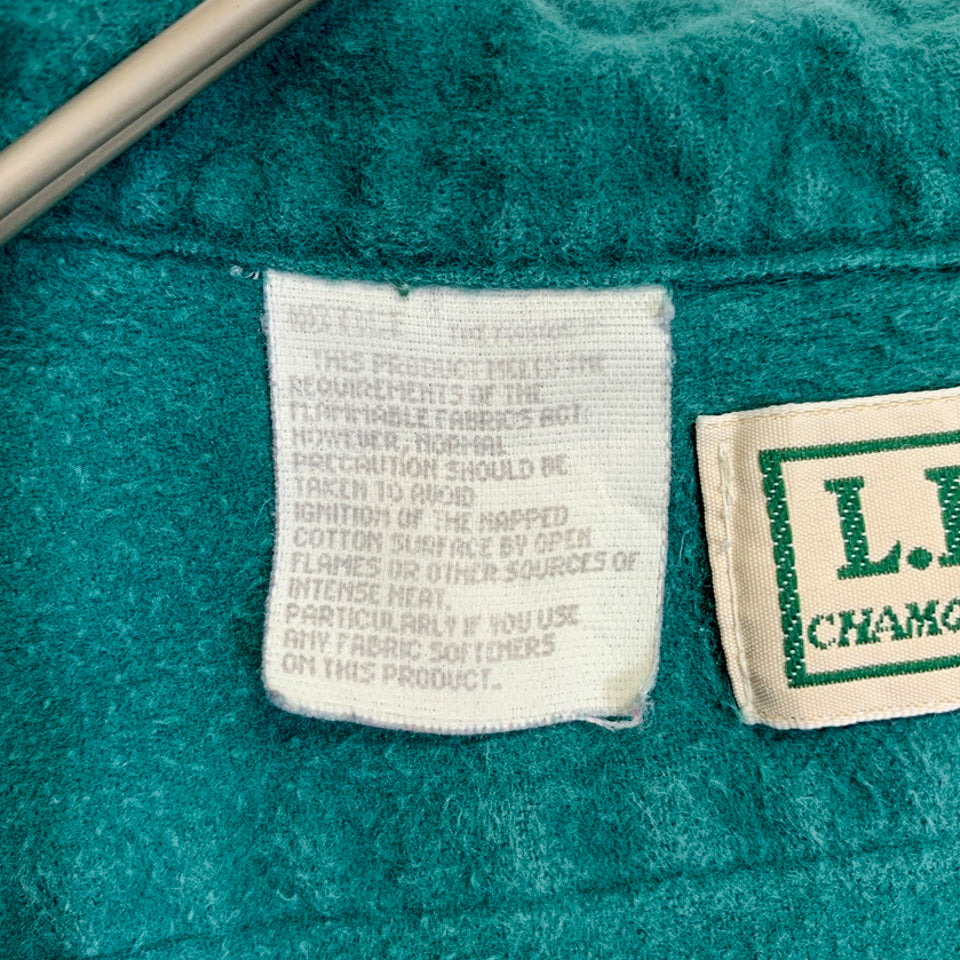 THIS PRODUCT MEETS THE
REQUIREMENTS OF THE
FLAMMABLE FABRICS ACT.
HOWEVER, NORMAL
PRECAUTION SHOULD BE
TAKEN TO AVOID
IGNITION OF THE NAPPED
COTTON SURFACE BY OPEN
FLAMES OR OTHER SOURCES OF
INTENSE HEAT.
PARTICULARLY IF YOU USE
ANY FABRIC SOFTENERS
ON THIS PRODUCT.
L.
CHAMO